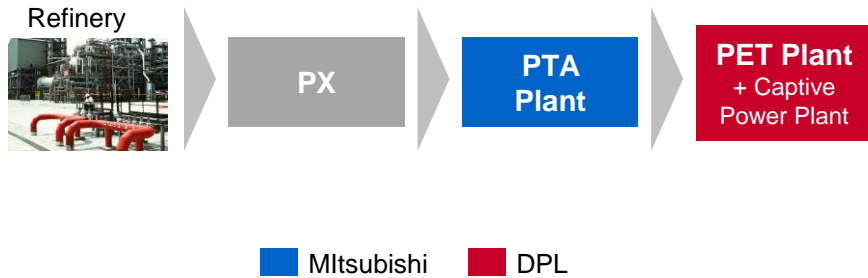 Refinery
PX
PTA
Plant
PET Plant
+ Captive
Power Plant
MItsubishi
DPL